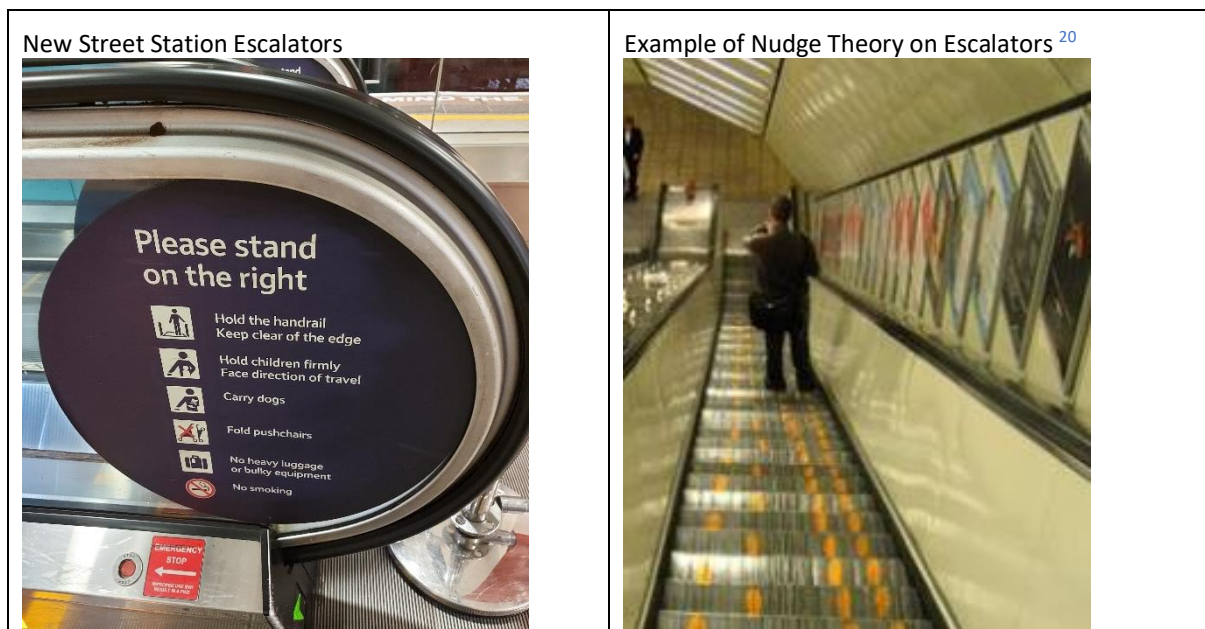 New Street Station Escalators
Example of Nudge Theory on Escalators 20
MIND THE
Please stand
on the right
Hold the handrail
Keep clear of the edge
Hold children firmly
Face direction of travel
Carry dogs
Fold pushchairs
No heavy luggage
or bulky equipment
No smoking
EMERGENCY
STOP